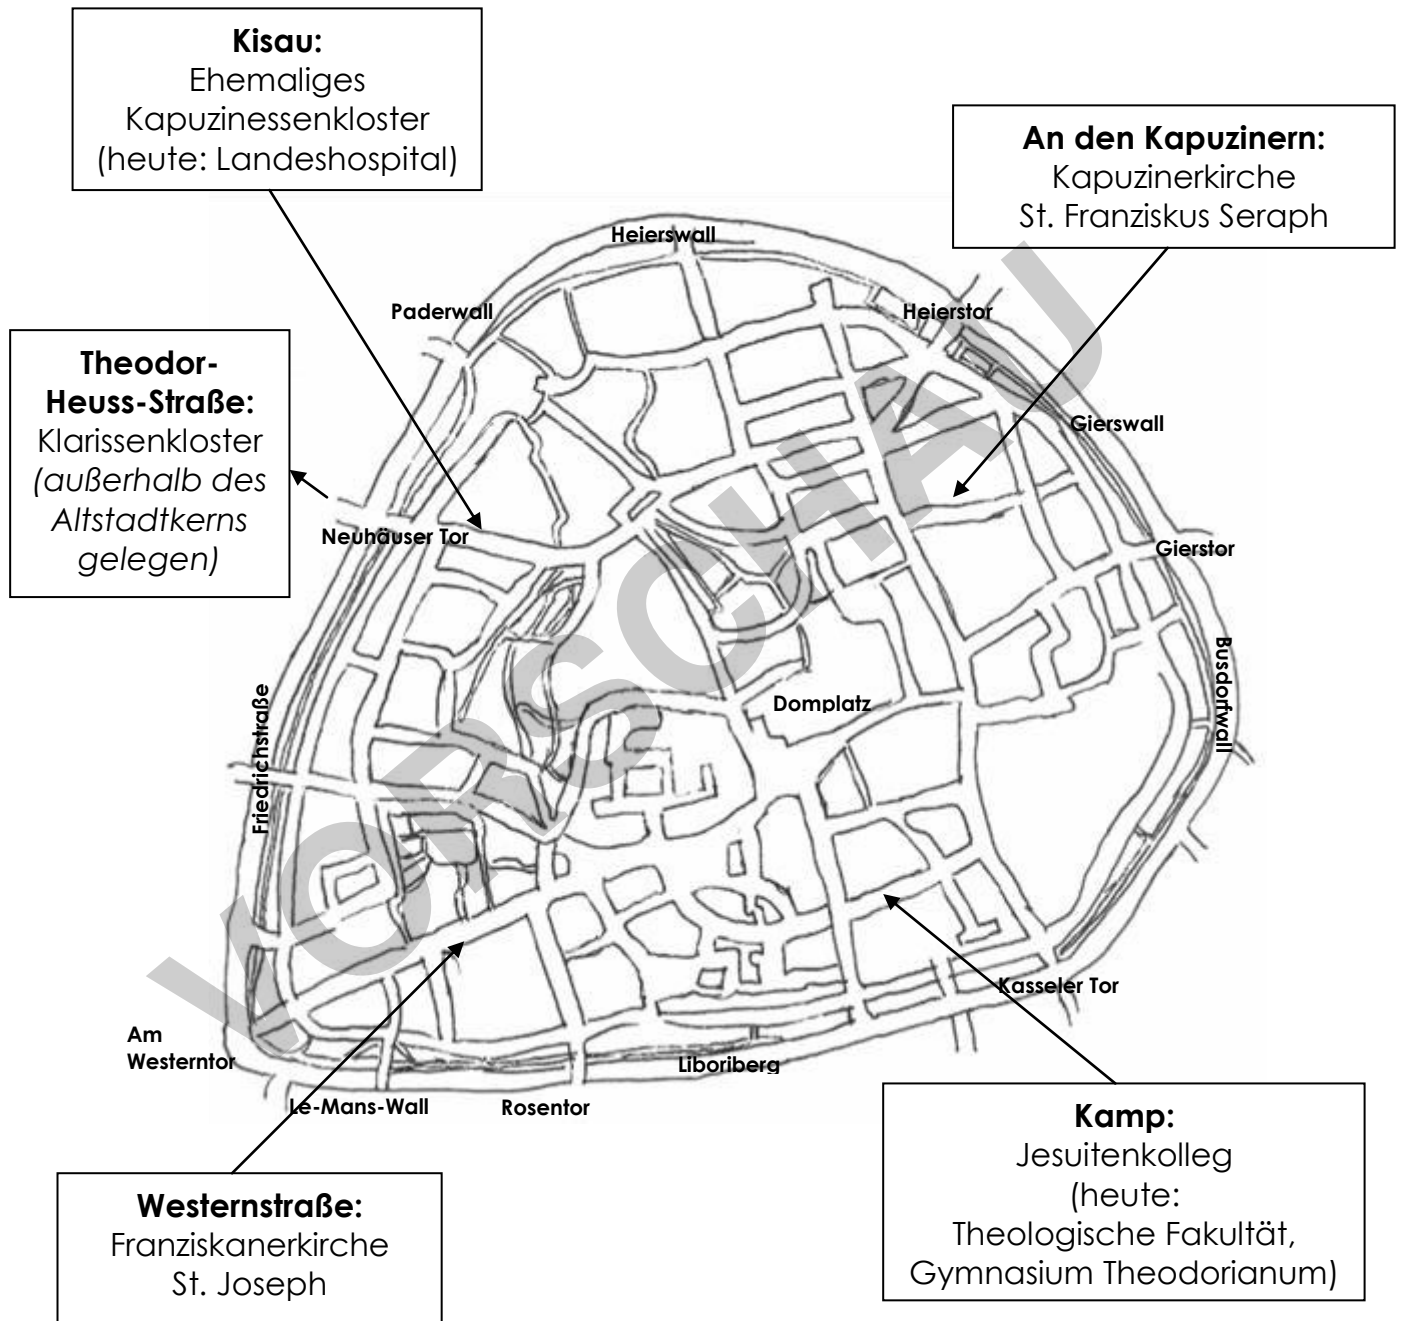 Kisau:
Ehemaliges
Kapuzinessenkloster
(heute: Landeshospital)
An den Kapuzinern:
Kapuzinerkirche
St. Franziskus Seraph
Heierswall
Paderwall
Heierstor
Theodor-
Heuss-Straße:
Klarissenkloster
(außerhalb des
Altstadtkerns
gelegen)
Gierswall
Neuhäuser Tor
Gierstor
Busdorfwall
Domplatz
Friedrichstraße
VORSCHAU
Kasseler Tor
Am
Westerntor
Liboriberg
Le-Mans-Wall
Rosentor
Kamp:
Jesuitenkolleg
(heute:
Theologische Fakultät,
Gymnasium Theodorianum)
Westernstraße:
Franziskanerkirche
St. Joseph